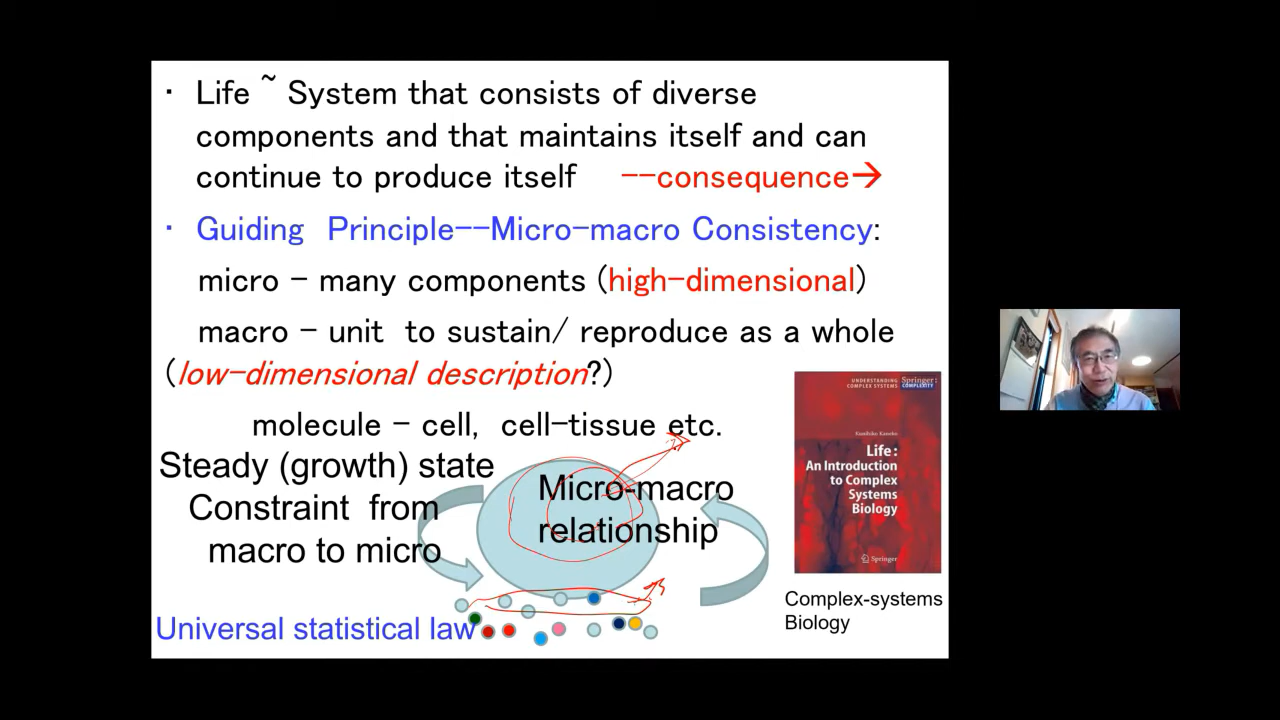 ・ Life ~ System that consists of diverse
components and that maintains itself and can
continue to produce itself --consequence→
・ Guiding Principle--Micro-macro Consistency:
micro – many components (high-dimensional)
macro – unit to sustain/ reproduce as a whole
(low-dimensional description?)
molecule – cell, cell-tissue etc.
Steady (growth) state
Constraint from
macro to micro
Micro-macro
relationship
Universal statistical law
UNDERSTANDING
COMPLEX SYSTEMS
Springer:
COMPLEXITY
Kunihiko Kaneko
Life:
An Introduction
to Complex
Systems
Biology
Springer
Complex-systems
Biology